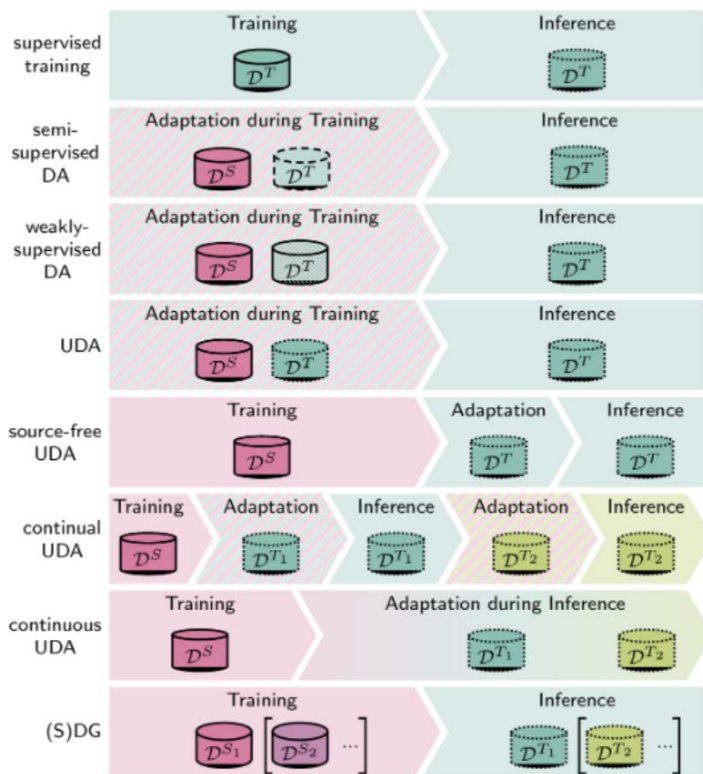 supervised
training
Training
Inference
𝒟^T
𝒟^T
semi-
supervised
DA
Adaptation during Training
Inference
𝒟^S 𝒟^T
𝒟^T
weakly-
supervised
DA
Adaptation during Training
Inference
𝒟^S 𝒟^T
𝒟^T
UDA
Adaptation during Training
Inference
𝒟^S 𝒟^T
𝒟^T
source-free
UDA
Training
Adaptation
Inference
𝒟^S
𝒟^T
𝒟^T
continual
UDA
Training
Adaptation
Inference
Adaptation
Inference
𝒟^S
𝒟^{T_1}
𝒟^{T_1}
𝒟^{T_2}
𝒟^{T_2}
continuous
UDA
Training
Adaptation during Inference
𝒟^S
𝒟^{T_1}
𝒟^{T_2}
(S)DG
Training
Inference
𝒟^{S_1} [𝒟^{S_2} ...]
𝒟^{T_1} [𝒟^{T_2} ...]